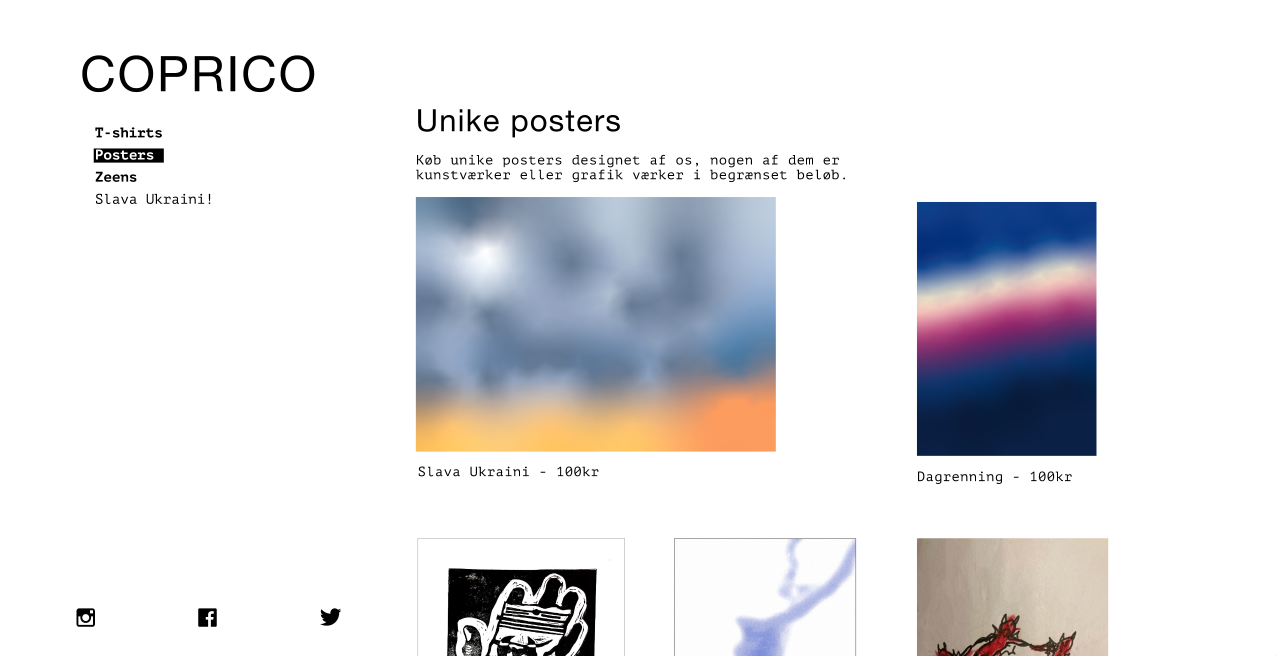 COPRICO
T-shirts
Posters
Zeens
Slava Ukraini!
Unike posters
Køb unike posters designet af os, nogen af dem er
kunstværker eller grafik værker i begrænset beløb.
Slava Ukraini - 100kr
Dagrenning - 100kr